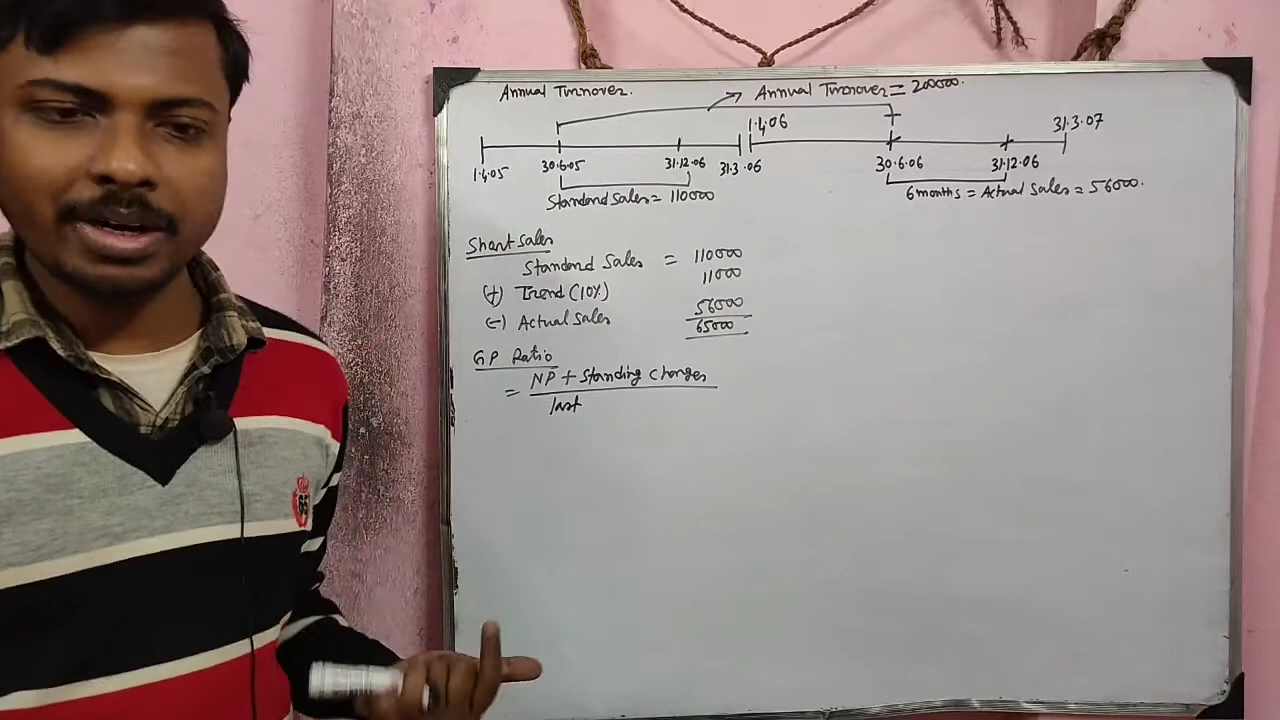 Annual Turnover.
Annual Turnover = 200000.
1.4.06
31.3.07
1.4.05
30.6.05
31.12.06
31.3.06
30.6.06
31.12.06
Standard Sales = 110000
6 months = Actual Sales = 56000.
Short Sales
Standard Sales = 110000
(+) Trend (10%) 11000
(-) Actual Sales 56000
65000
GP Ratio
= NP + Standing Charges
last